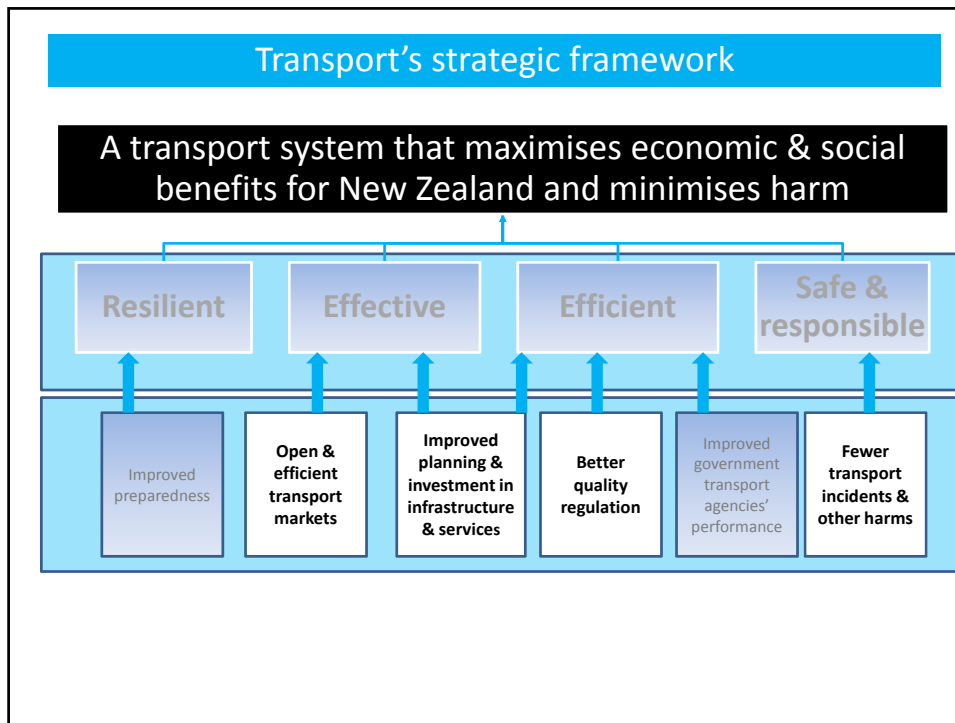 Transport’s strategic framework
A transport system that maximises economic & social
benefits for New Zealand and minimises harm
Resilient
Effective
Efficient
Safe &
responsible
Improved
preparedness
Open &
efficient
transport
markets
Improved
planning &
investment in
infrastructure
& services
Better
quality
regulation
Improved
government
transport
agencies’
performance
Fewer
transport
incidents &
other harms